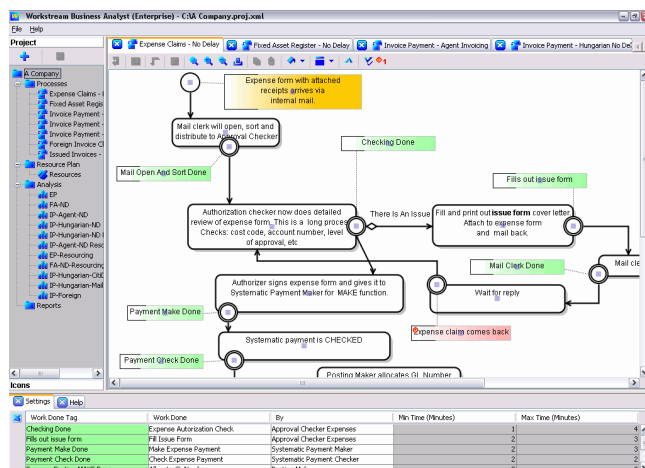 Workstream Business Analyst (Enterprise) - C:\A Company.proj.xml
File Help
Project
Expense Claims - No Delay
Fixed Asset Register - No Delay
Invoice Payment - Agent Invoicing
Invoice Payment - Hungarian No Del
A Company
Processes
Expense Claims - I
Fixed Asset Regis
Invoice Payment -
Invoice Payment -
Invoice Payment -
Foreign Invoice Cl
Issued Invoices -
Resource Plan
Resources
Analysis
EP
FA-ND
IP-Agent-ND
IP-Hungarian-ND
IP-Hungarian-ND I
IP-Agent-ND Resc
EP-Resourcing
FA-ND-Resourcing
IP-Hungarian-CitiD
IP-Hungarian-Mail
IP-Foreign
Reports
Icons
Expense form with attached
receipts arrives via
internal mail.
Mail clerk will open, sort and
distribute to Approval Checker
Checking Done
Mail Open And Sort Done
Fills out issue form
Authorization checker now does detailed
review of expense form. This is a long process
Checks: cost code, account number, level
of approval, etc
There Is An Issue
Fill and print out issue form cover letter.
Attach to expense form
and mail back.
Mail Clerk Done
Mail cle
Authorizer signs expense form and gives it to
Systematic Payment Maker for MAKE function.
Wait for reply
Payment Make Done
Expense claim comes back
Systematic payment is CHECKED
Payment Check Done
Posting Maker allocates GL Number
Settings Help
Work Done Tag Work Done By Min Time (Minutes) Max Time (Minutes)
Checking Done Expense Autorization Check Approval Checker Expenses 1 4
Fills out issue form Fill Issue Form Approval Checker Expenses 2 3
Payment Make Done Make Expense Payment Systematic Payment Maker 2 3
Payment Check Done Check Expense Payment Systematic Payment Checker 2 2